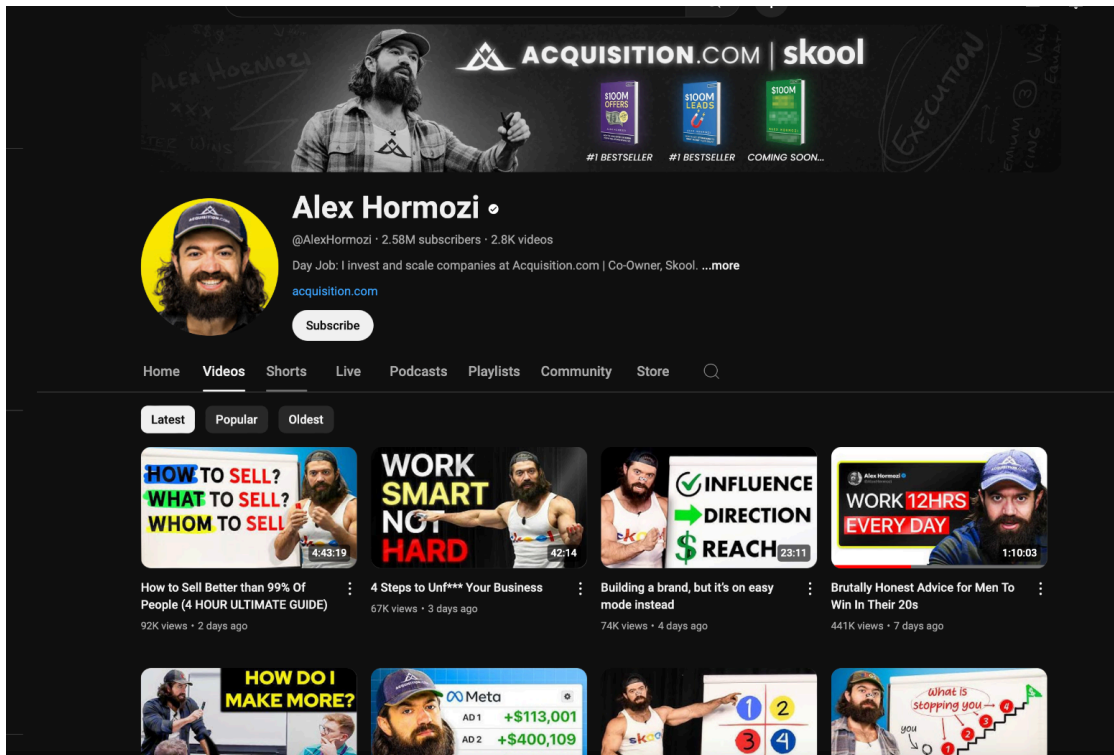 ALEX HORMOZI
ACQUISITION.COM | skool
$100M
OFFERS
$100M
LEADS
$100M
#1 BESTSELLER
#1 BESTSELLER
COMING SOON...
EXECUTION
Alex Hormozi
@AlexHormozi · 2.58M subscribers · 2.8K videos
Day Job: I invest and scale companies at Acquisition.com | Co-Owner, Skool. ...more
acquisition.com
Subscribe
Home Videos Shorts Live Podcasts Playlists Community Store
Latest Popular Oldest
HOW TO SELL?
WHAT TO SELL?
WHOM TO SELL
4:43:19
WORK
SMART
NOT
HARD
42:14
INFLUENCE
DIRECTION
$ REACH
23:11
Alex Hormozi
WORK 12HRS
EVERY DAY
1:10:03
How to Sell Better than 99% Of
People (4 HOUR ULTIMATE GUIDE)
92K views • 2 days ago
4 Steps to Unf*** Your Business
67K views • 3 days ago
Building a brand, but it's on easy
mode instead
74K views • 4 days ago
Brutally Honest Advice for Men To
Win In Their 20s
441K views • 7 days ago
HOW DO I
MAKE MORE?
Meta
AD 1 +$113,001
AD 2 +$400,109
1 2
3 4
What is
stopping you
you
1 2 3 4
$